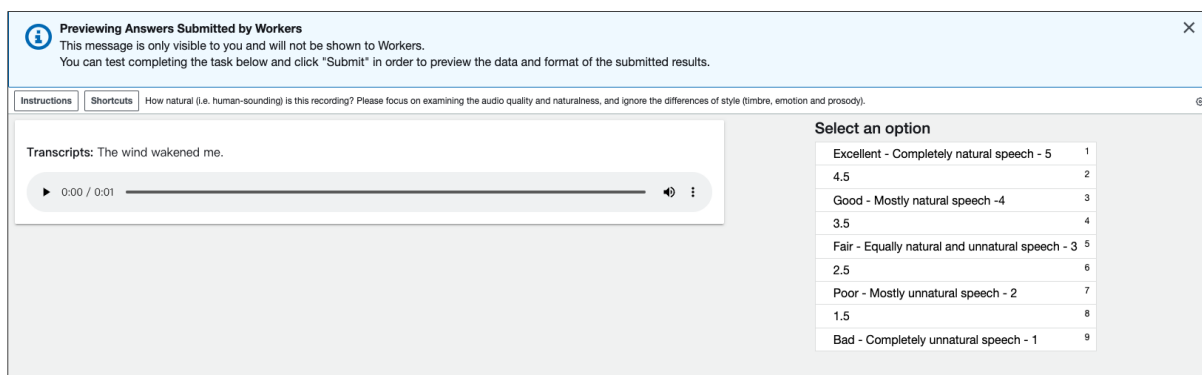 Previewing Answers Submitted by Workers
This message is only visible to you and will not be shown to Workers.
You can test completing the task below and click "Submit" in order to preview the data and format of the submitted results.
Instructions Shortcuts How natural (i.e. human-sounding) is this recording? Please focus on examining the audio quality and naturalness, and ignore the differences of style (timbre, emotion and prosody).
Transcripts: The wind wakened me.
0:00 / 0:01
Select an option
Excellent - Completely natural speech - 5 1
4.5 2
Good - Mostly natural speech -4 3
3.5 4
Fair - Equally natural and unnatural speech - 3 5
2.5 6
Poor - Mostly unnatural speech - 2 7
1.5 8
Bad - Completely unnatural speech - 1 9